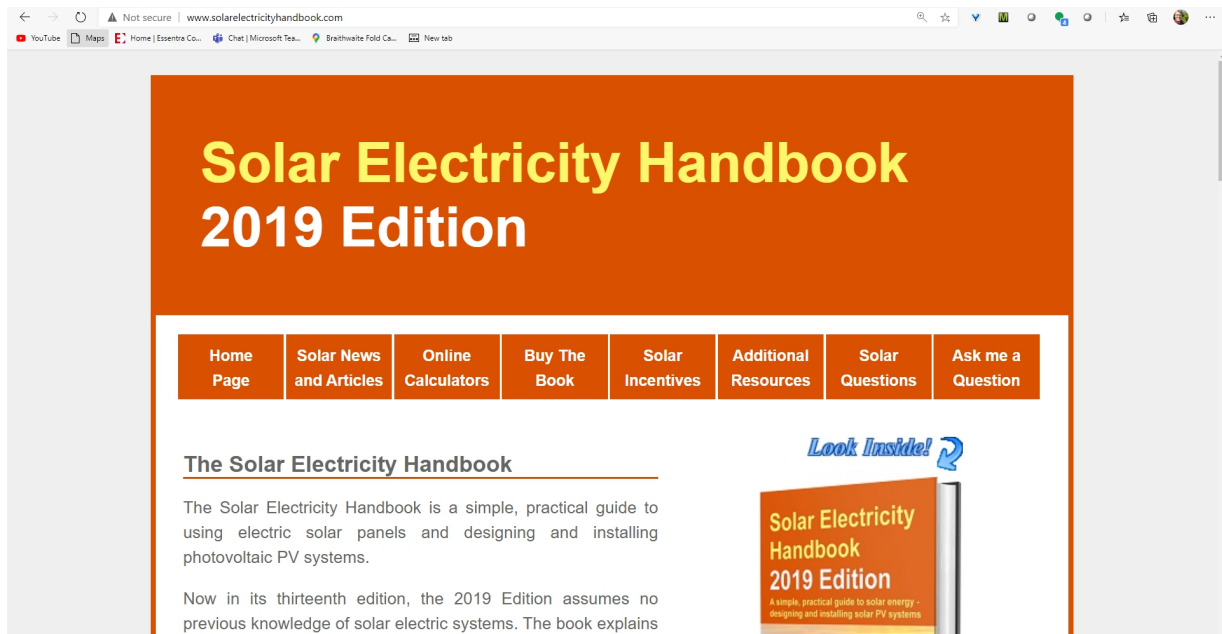 Not secure | www.solarelectricityhandbook.com
YouTube Maps Home | Essentra Co... Chat | Microsoft Tea... Braithwaite Fold Ca... New tab
Solar Electricity Handbook
2019 Edition
Home Page
Solar News and Articles
Online Calculators
Buy The Book
Solar Incentives
Additional Resources
Solar Questions
Ask me a Question
The Solar Electricity Handbook
The Solar Electricity Handbook is a simple, practical guide to
using electric solar panels and designing and installing
photovoltaic PV systems.
Now in its thirteenth edition, the 2019 Edition assumes no
previous knowledge of solar electric systems. The book explains
Look Inside!
Solar Electricity
Handbook
2019 Edition
A simple, practical guide to solar energy -
designing and installing solar PV systems